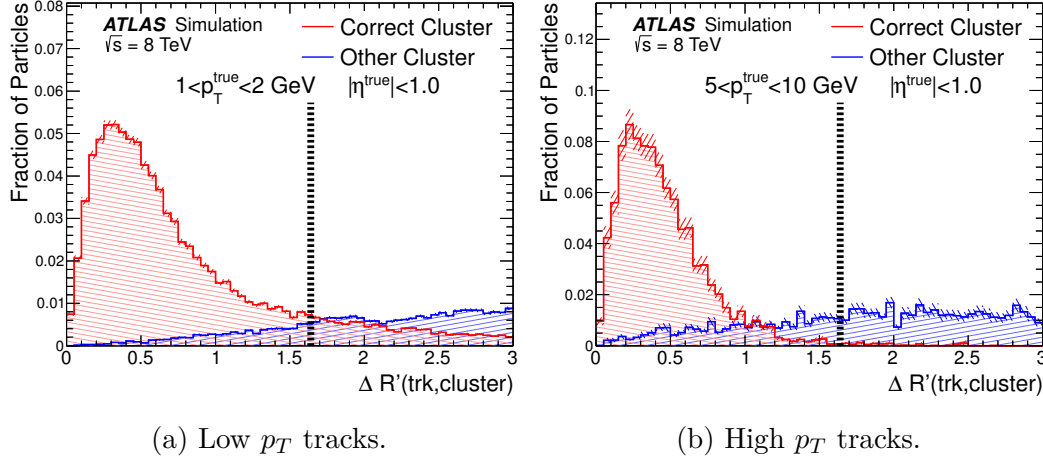 Fraction of Particles
0.08
0.07
0.06
0.05
0.04
0.03
0.02
0.01
0
ATLAS Simulation
√s = 8 TeV
Correct Cluster
Other Cluster
1<p_T^true<2 GeV |η^true|<1.0
0 0.5 1 1.5 2 2.5 3
Δ R'(trk,cluster)
(a) Low p_T tracks.
Fraction of Particles
0.12
0.1
0.08
0.06
0.04
0.02
0
ATLAS Simulation
√s = 8 TeV
Correct Cluster
Other Cluster
5<p_T^true<10 GeV |η^true|<1.0
0 0.5 1 1.5 2 2.5 3
Δ R'(trk,cluster)
(b) High p_T tracks.